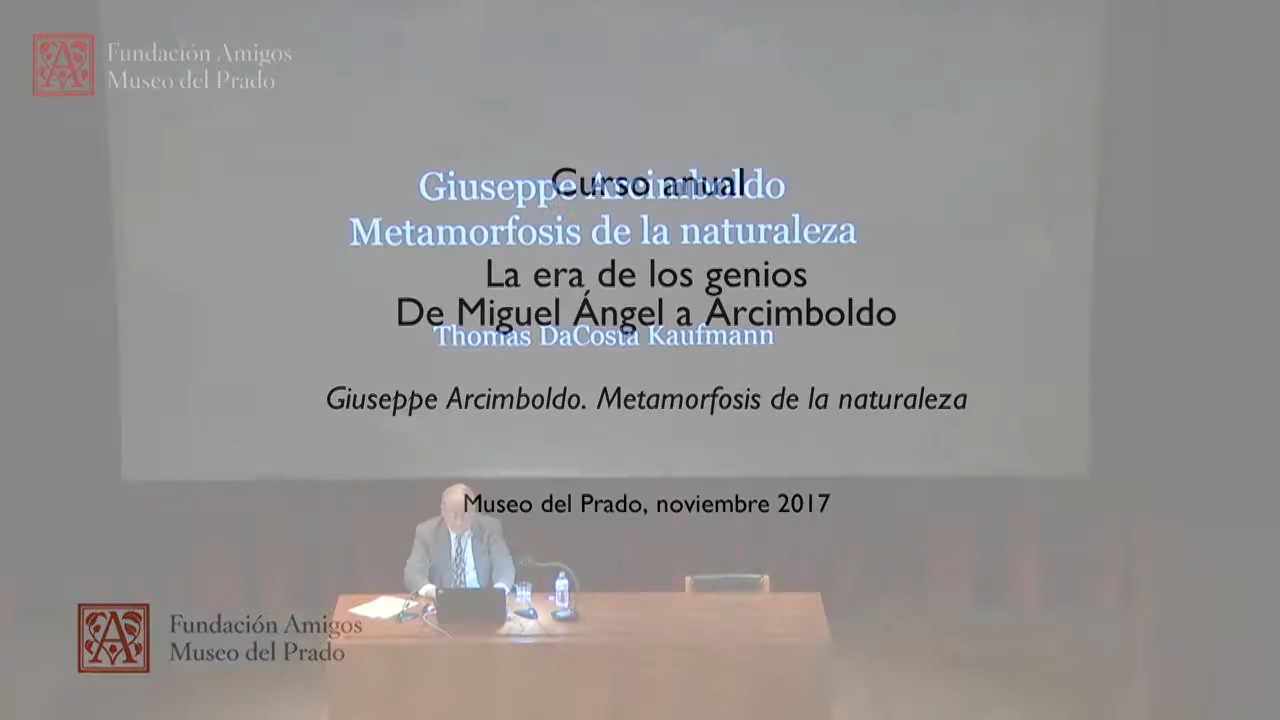 Fundación Amigos
Museo del Prado
Curso anual
Giuseppe Arcimboldo
Metamorfosis de la naturaleza
La era de los genios
De Miguel Ángel a Arcimboldo
Thomas DaCosta Kaufmann
Giuseppe Arcimboldo. Metamorfosis de la naturaleza
Museo del Prado, noviembre 2017
Fundación Amigos
Museo del Prado